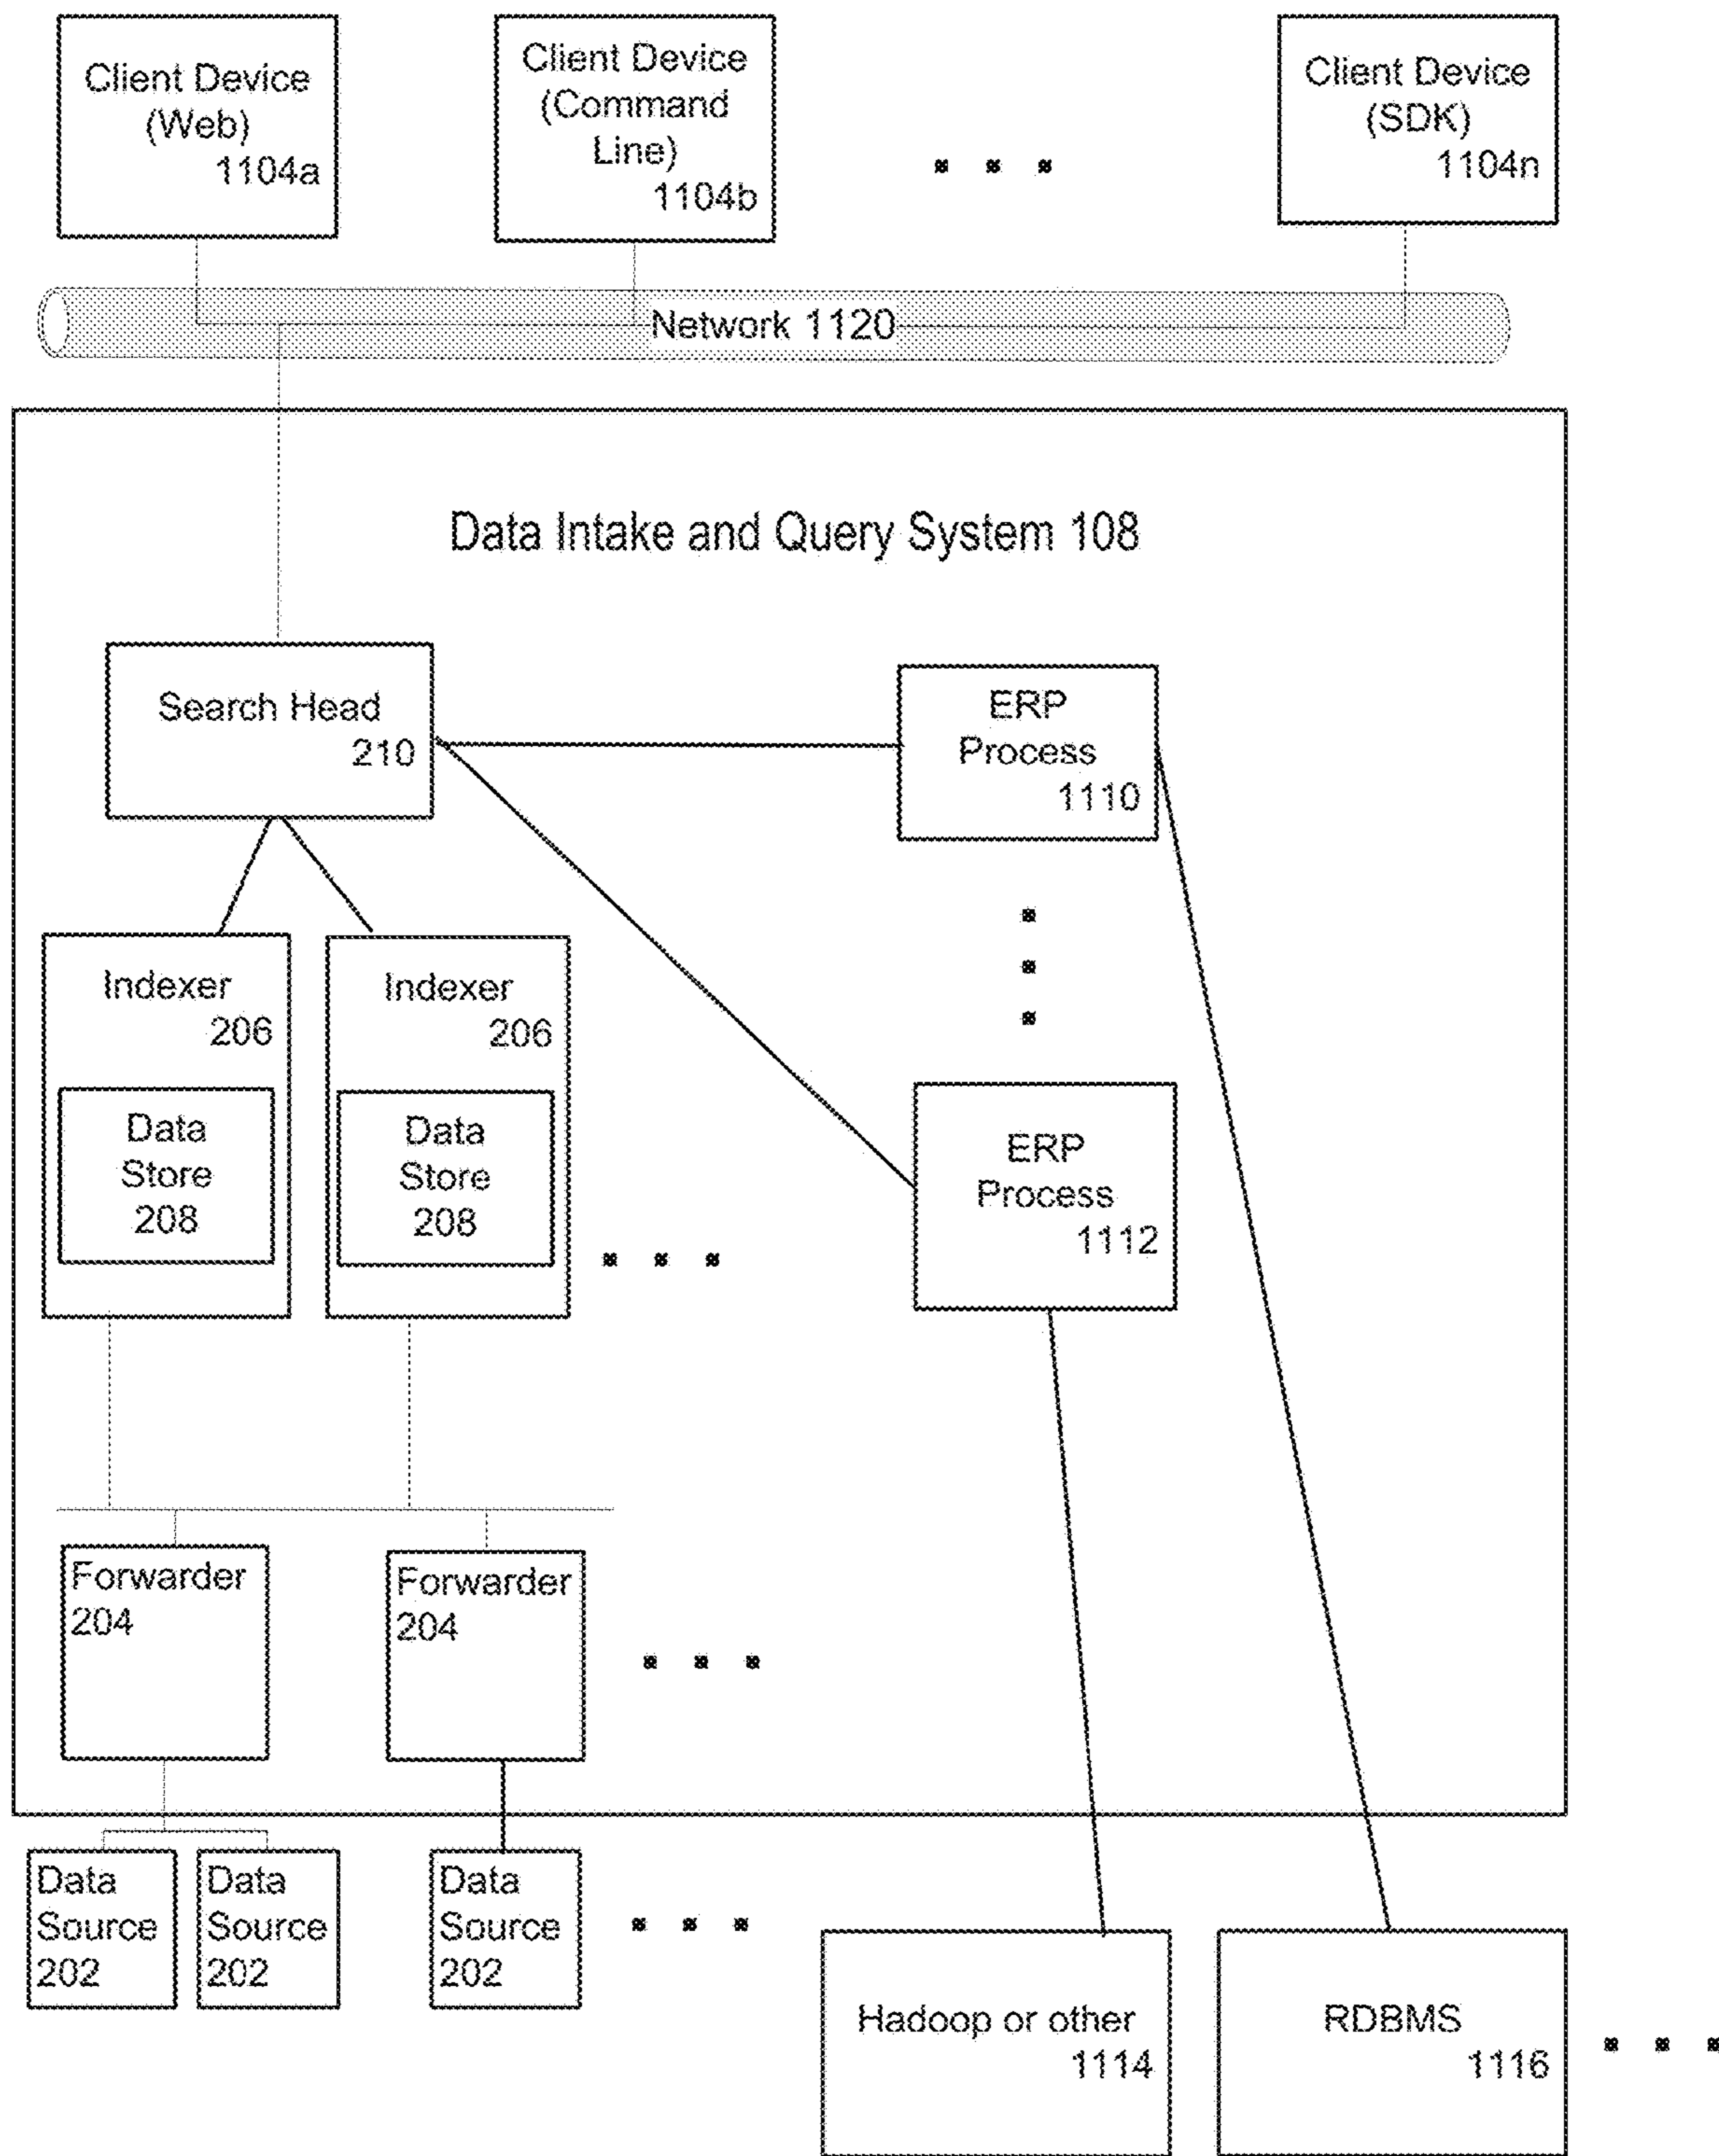 Client Device
(Web)
1104a
Client Device
(Command
Line)
1104b
Client Device
(SDK)
1104n
Network 1120
Data Intake and Query System 108
Search Head
210
ERP
Process
1110
Indexer
206
Data
Store
208
Indexer
206
Data
Store
208
ERP
Process
1112
Forwarder
204
Forwarder
204
Data
Source
202
Data
Source
202
Data
Source
202
Hadoop or other
1114
RDBMS
1116